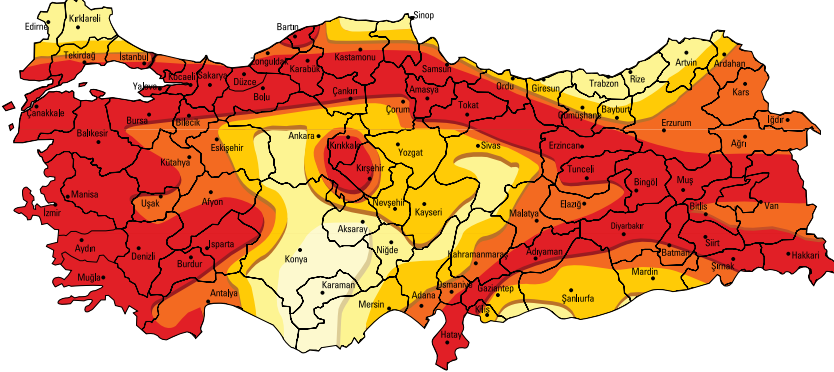 Sinop
Kırklareli
Edirne
Bartın
Tekirdağ
İstanbul
Zonguldak
Kastamonu
Karabük
Samsun
Artvin
Ardahan
Rize
Trabzon
Kars
Yalova
Kocaeli
Sakarya
Düzce
Bolu
Çankırı
Amasya
Tokat
Ordu
Giresun
Çanakkale
Bursa
Bilecik
Çorum
Gümüşhane
Bayburt
Erzurum
Iğdır
Balıkesir
Eskişehir
Ankara
Kırıkkale
Yozgat
Sivas
Erzincan
Ağrı
Kütahya
Kırşehir
Tunceli
Bingöl
Muş
Manisa
Uşak
Afyon
Nevşehir
Kayseri
Malatya
Elazığ
Bitlis
Van
İzmir
Aksaray
Aydın
Denizli
Isparta
Burdur
Konya
Niğde
Kahramanmaraş
Adıyaman
Diyarbakır
Batman
Siirt
Şırnak
Hakkari
Muğla
Antalya
Karaman
Mersin
Adana
Osmaniye
Gaziantep
Şanlıurfa
Mardin
Kilis
Hatay